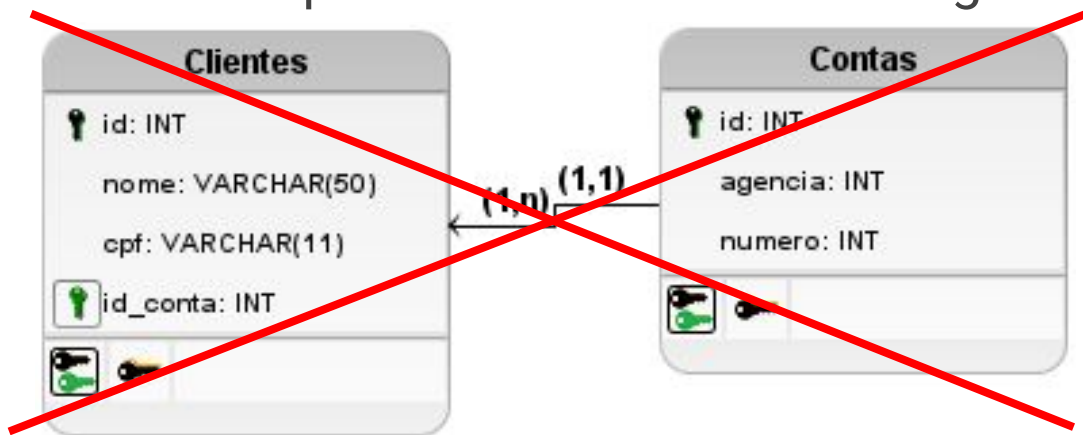 Clientes
id: INT
nome: VARCHAR(50)
cpf: VARCHAR(11)
id_conta: INT
(1,n)
(1,1)
Contas
id: INT
agencia: INT
numero: INT